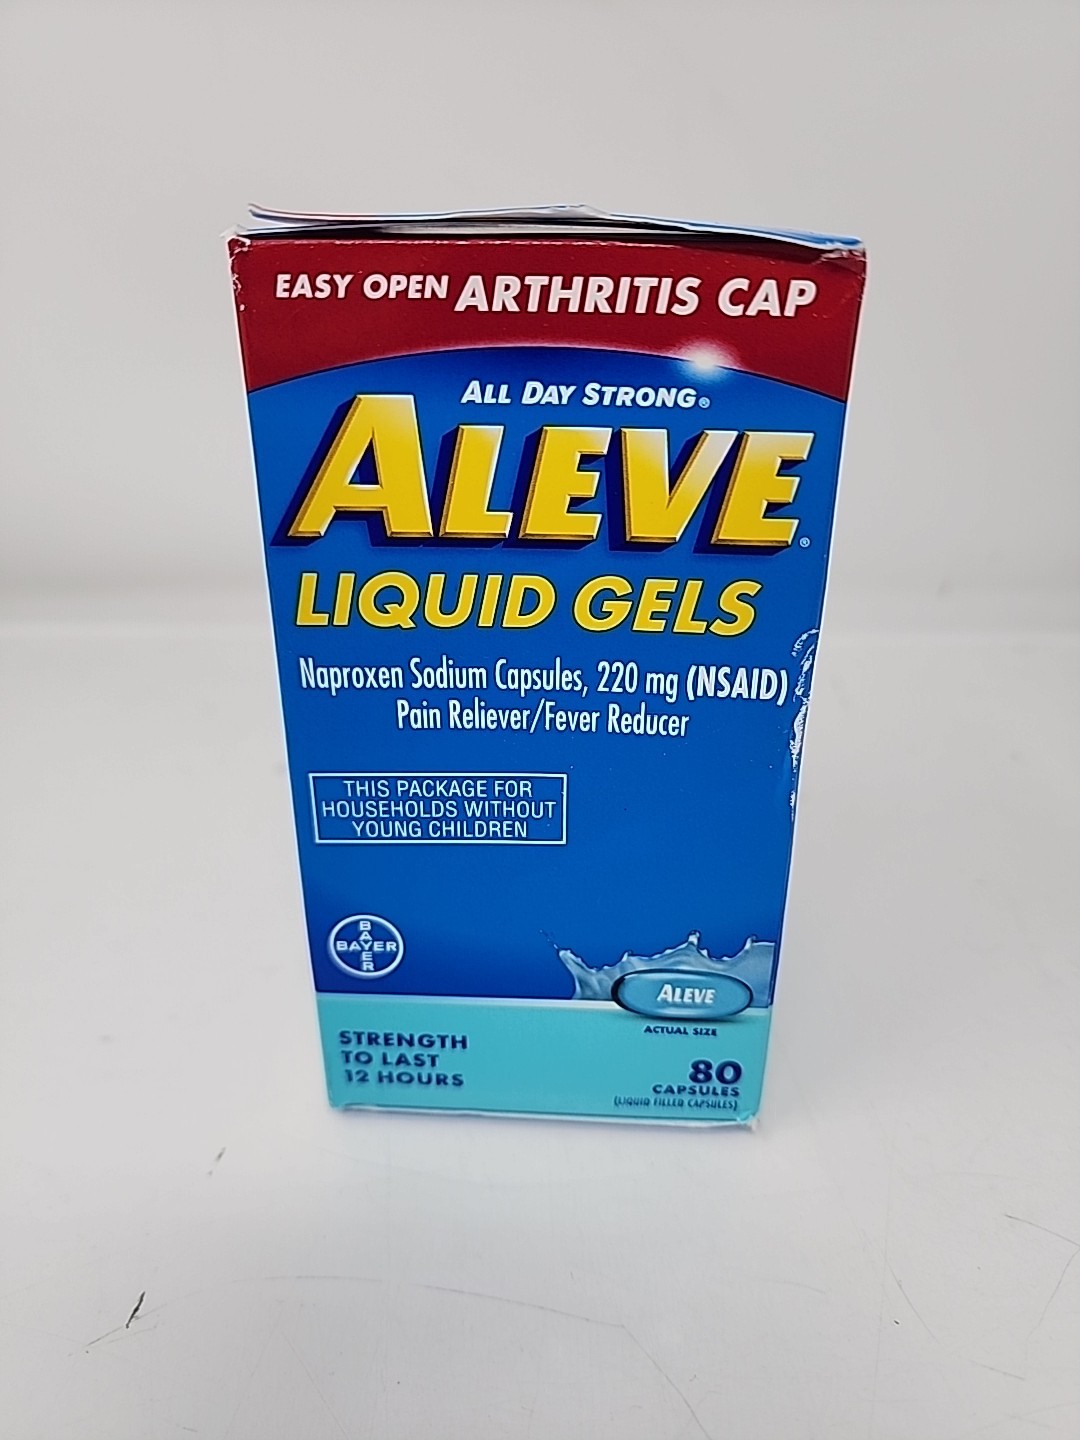 EASY OPEN ARTHRITIS CAP
ALL DAY STRONG®
ALEVE®
LIQUID GELS
Naproxen Sodium Capsules, 220 mg (NSAID)
Pain Reliever/Fever Reducer
THIS PACKAGE FOR
HOUSEHOLDS WITHOUT
YOUNG CHILDREN
BAYER
BAYER
ALEVE
ACTUAL SIZE
STRENGTH
TO LAST
12 HOURS
80
CAPSULES
(LIQUID FILLED CAPSULES)